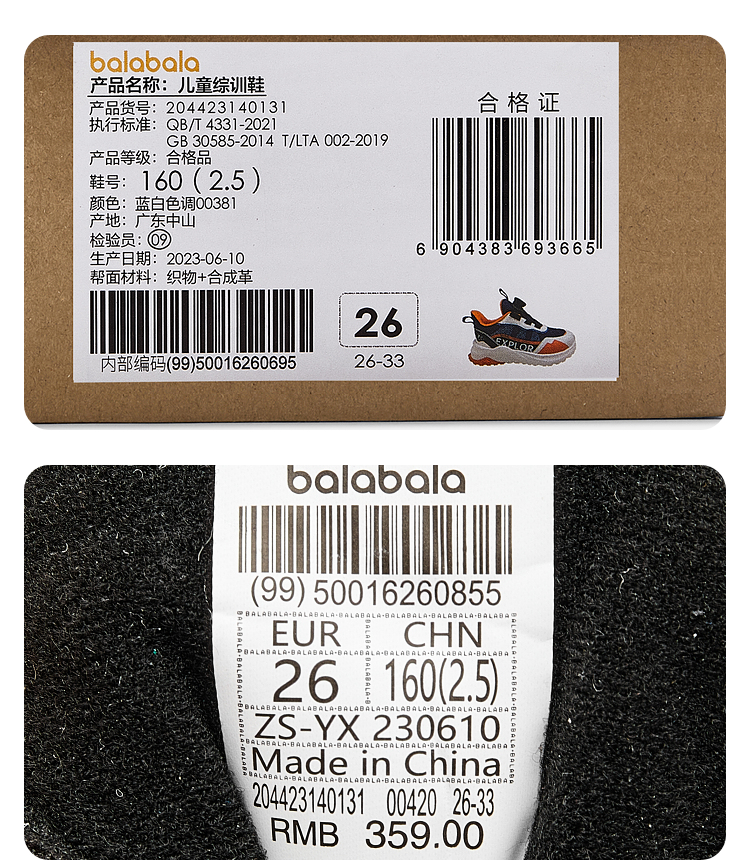 balabala
产品名称：儿童综训鞋
产品货号：204423140131
执行标准：QB/T 4331-2021
GB 30585-2014 T/LTA 002-2019
产品等级：合格品
鞋号：160（2.5）
颜色：蓝白色调00381
产地：广东中山
检验员：09
生产日期：2023-06-10
帮面材料：织物+合成革
内部编码(99)50016260695
合格证
6 904383 693665
26
26-33
EXPLOR
balabala
(99) 50016260855
EUR CHN
26 160(2.5)
ZS-YX 230610
Made in China
204423140131 00420 26-33
RMB 359.00